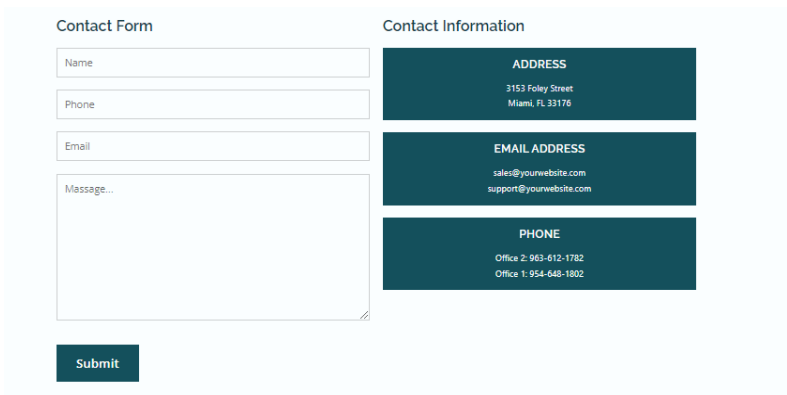 Contact Form
Name
Phone
Email
Massage...
Submit
Contact Information
ADDRESS
3153 Foley Street
Miami, FL 33176
EMAIL ADDRESS
sales@yourwebsite.com
support@yourwebsite.com
PHONE
Office 2: 963-612-1782
Office 1: 954-648-1802